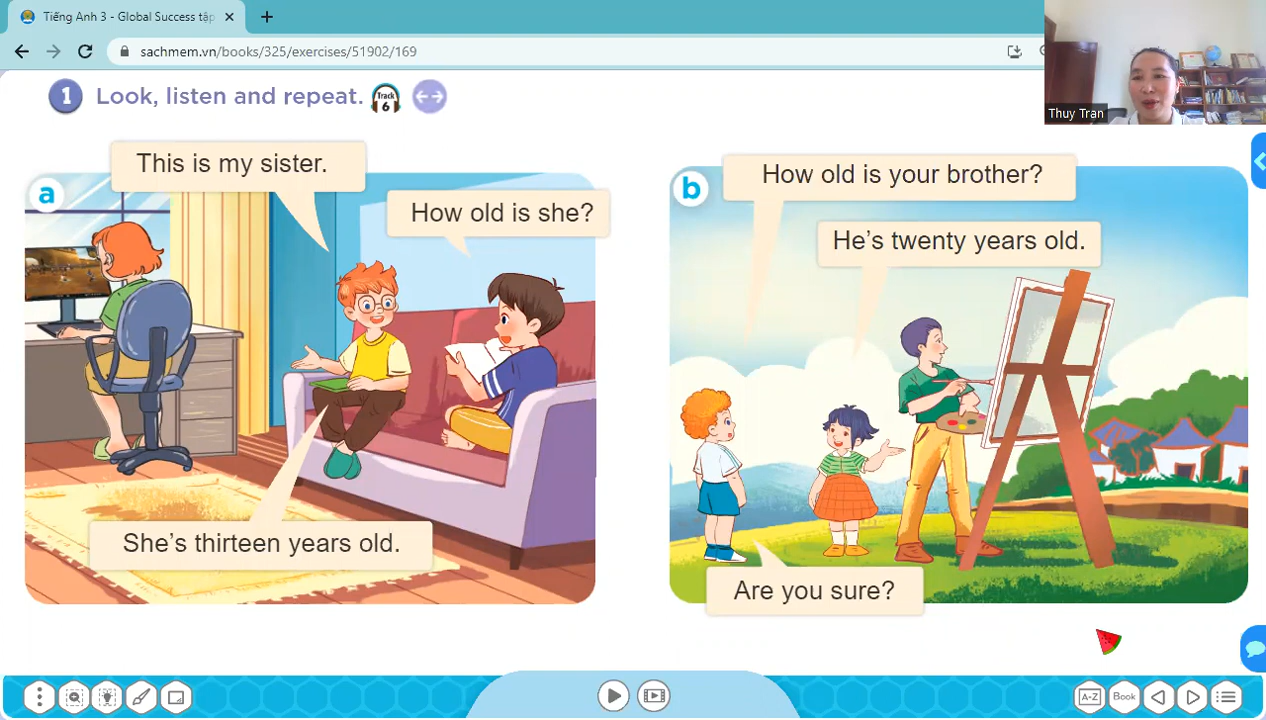 Tiếng Anh 3 - Global Success tập
sachmem.vn/books/325/exercises/51902/169
Thuy Tran
1 Look, listen and repeat. Track 6
a
This is my sister.
How old is she?
She's thirteen years old.
b
How old is your brother?
He's twenty years old.
Are you sure?
A-Z
Book